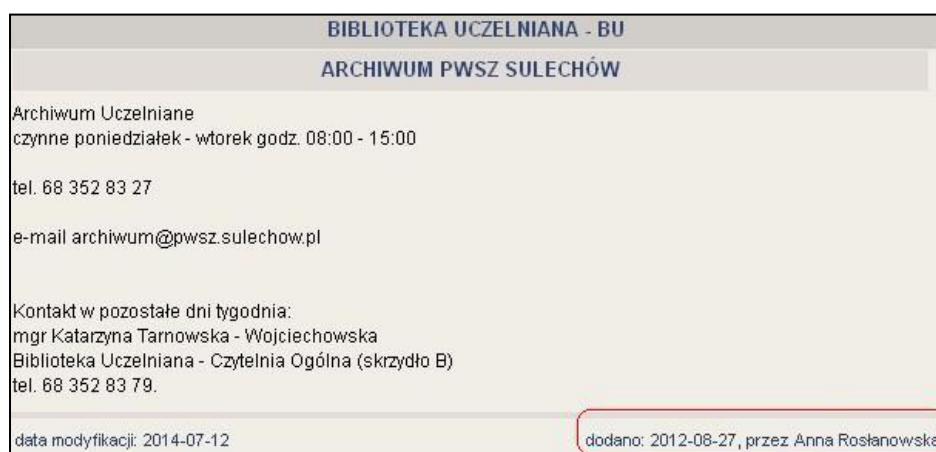 BIBLIOTEKA UCZELNIANA - BU
ARCHIWUM PWSZ SULECHÓW
Archiwum Uczelniane
czynne poniedziałek - wtorek godz. 08:00 - 15:00
tel. 68 352 83 27
e-mail archiwum@pwsz.sulechow.pl
Kontakt w pozostałe dni tygodnia:
mgr Katarzyna Tarnowska - Wojciechowska
Biblioteka Uczelniana - Czytelnia Ogólna (skrzydło B)
tel. 68 352 83 79.
data modyfikacji: 2014-07-12 dodano: 2012-08-27, przez Anna Rosłanowska